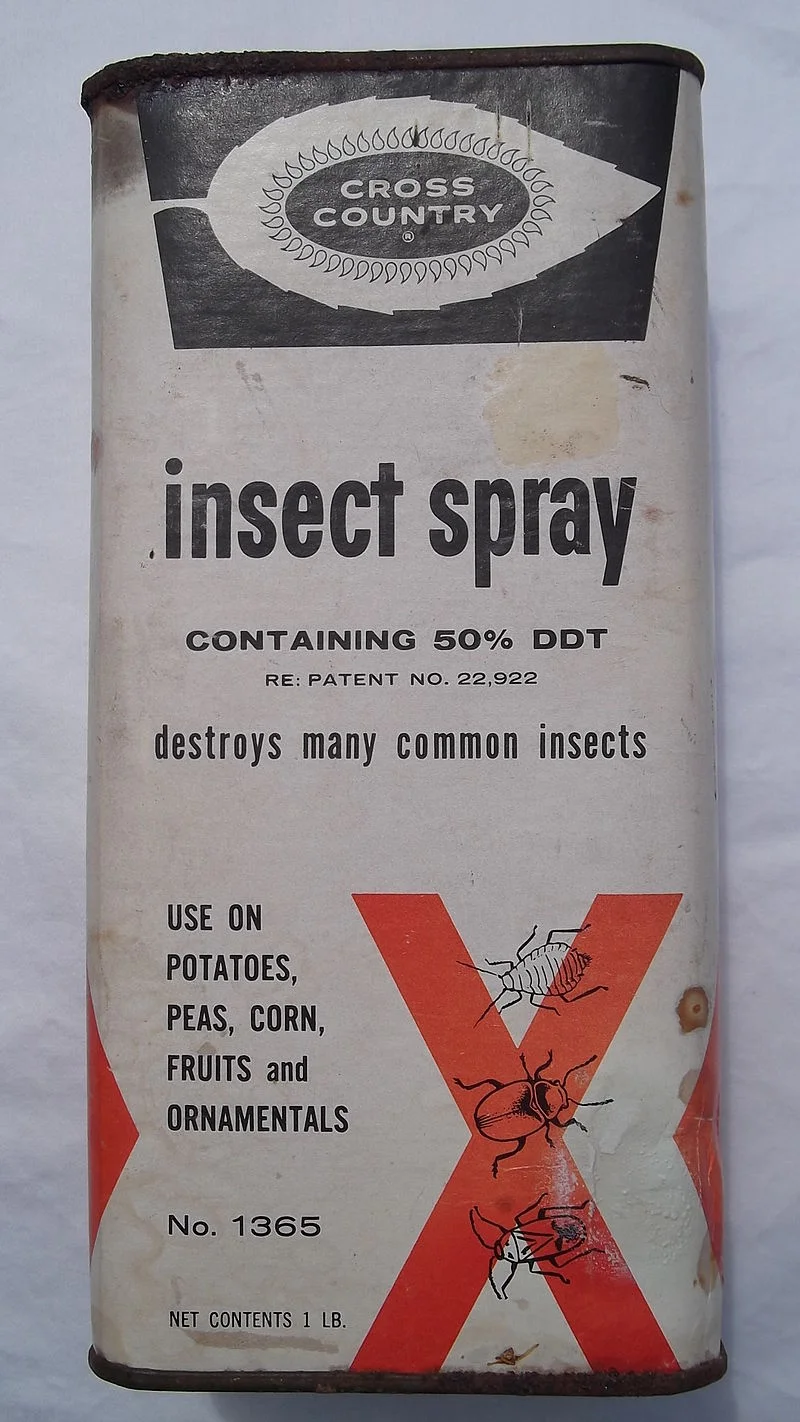 CROSS
COUNTRY
®
insect spray
CONTAINING 50% DDT
RE: PATENT NO. 22,922
destroys many common insects
USE ON
POTATOES,
PEAS, CORN,
FRUITS and
ORNAMENTALS
No. 1365
NET CONTENTS 1 LB.